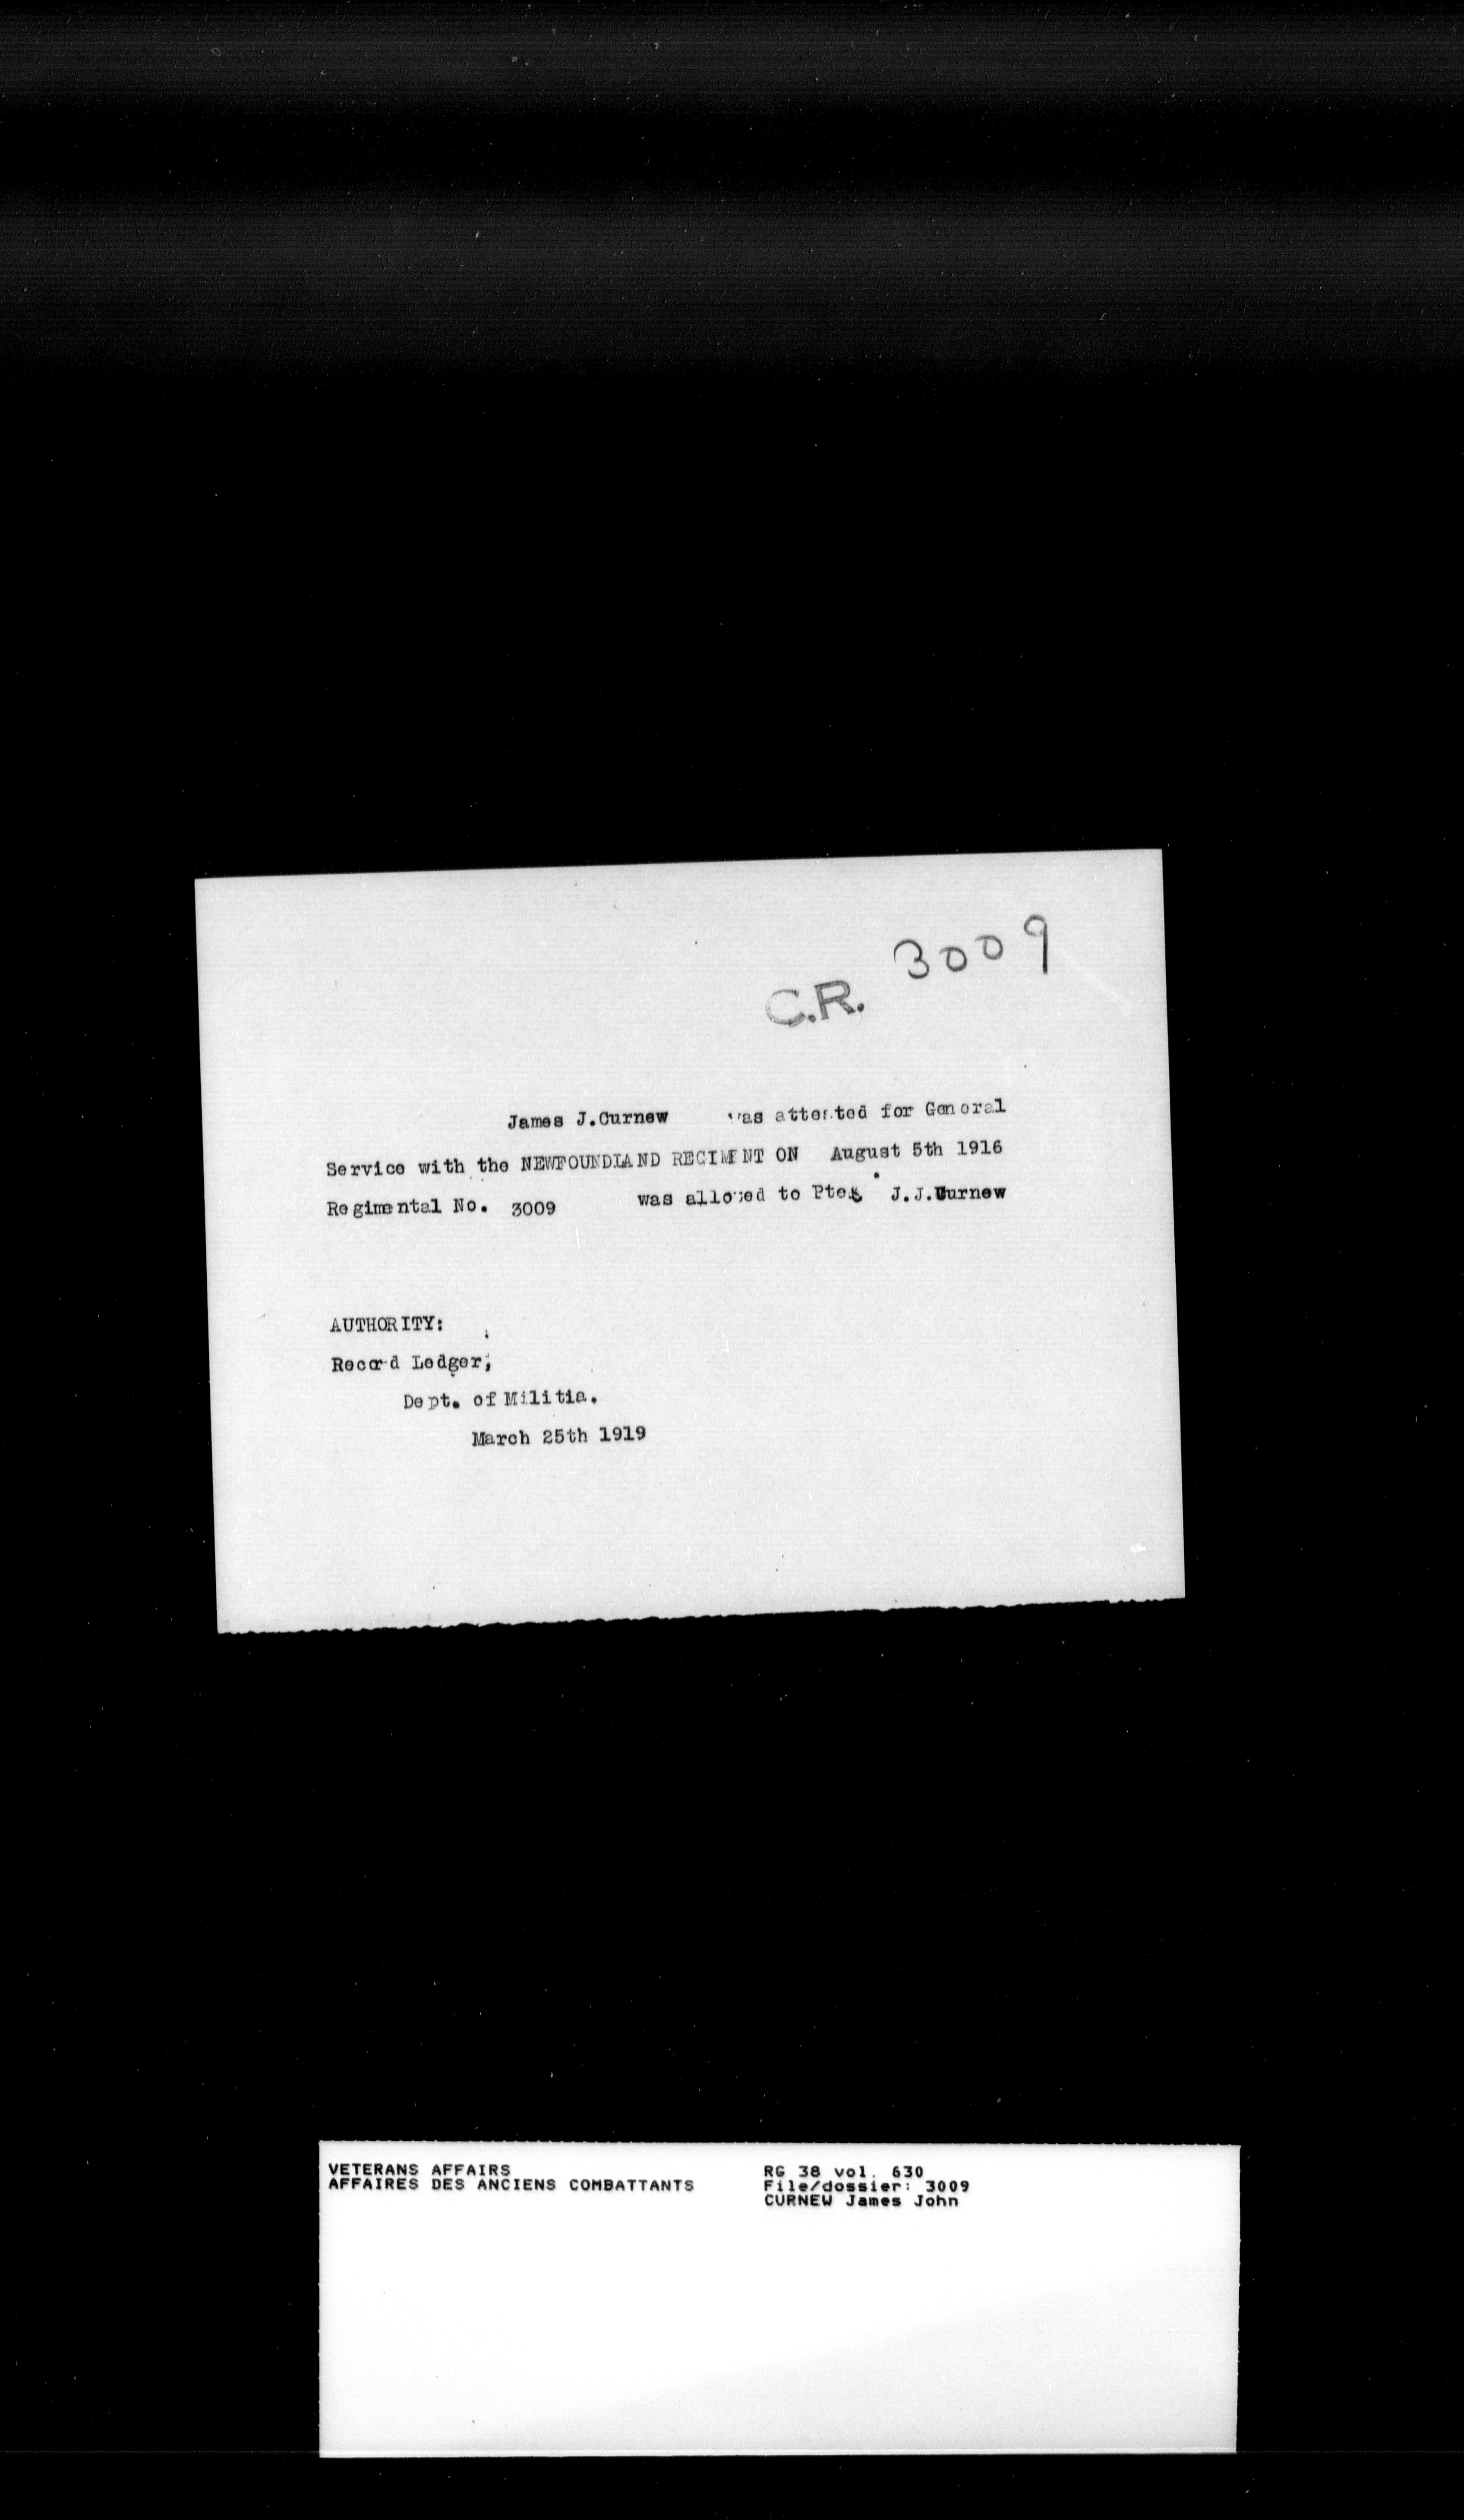 3009
C.R.
James J.Curnew was attested for General
Service with the NEWFOUNDLAND REGIMENT ON August 5th 1916
Regimental No. 3009 was alloved to Pte. J.J.Curnew
AUTHORITY:
Record Ledger,
Dept. of Militia.
March 25th 1919
VETERANS AFFAIRS
AFFAIRES DES ANCIENS COMBATTANTS
RG 38 vol. 630
File/dossier: 3009
CURNEW James John